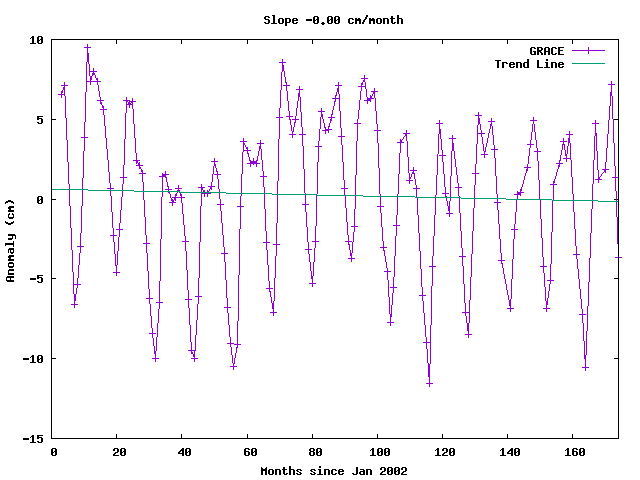 Slope -0.00 cm/month
GRACE
Trend Line
10
5
0
-5
-10
-15
Anomaly (cm)
0 20 40 60 80 100 120 140 160
Months since Jan 2002